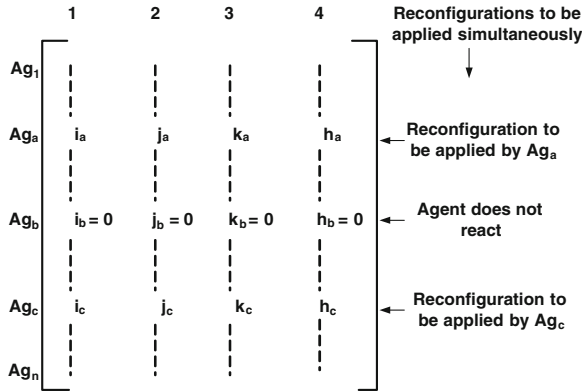 1 2 3 4
Reconfigurations to be
applied simultaneously
Ag1
Aga ia ja ka ha
Reconfiguration to
be applied by Aga
Agb ib = 0 jb = 0 kb = 0 hb = 0
Agent does not
react
Agc ic jc kc hc
Reconfiguration to
be applied by Agc
Agn